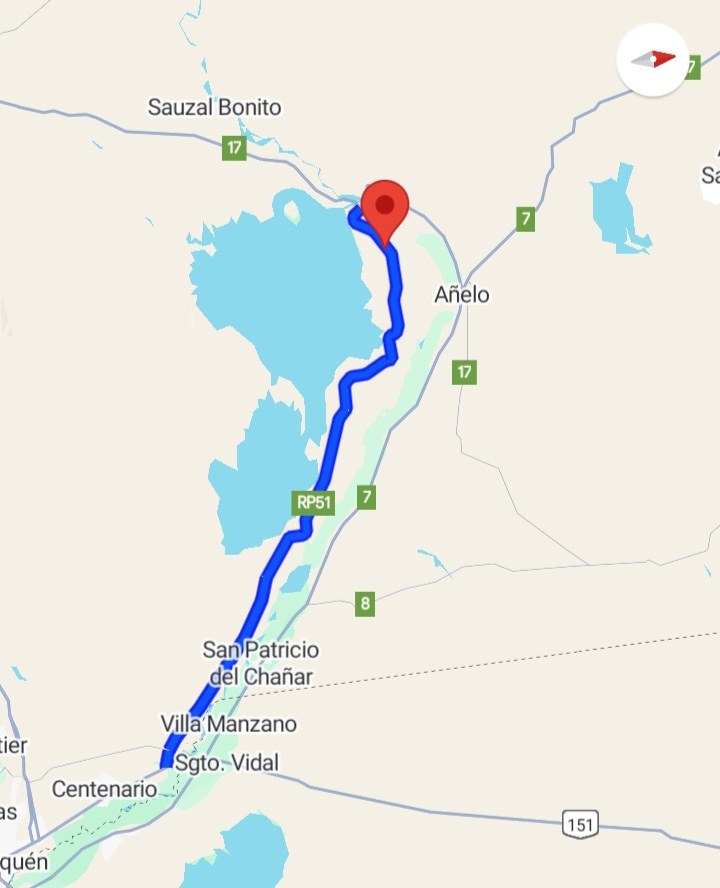 7
Sauzal Bonito
17
Sa
7
Añelo
17
RP51
7
8
San Patricio
del Chañar
Villa Manzano
tier
Sgto. Vidal
Centenario
as
151
quén